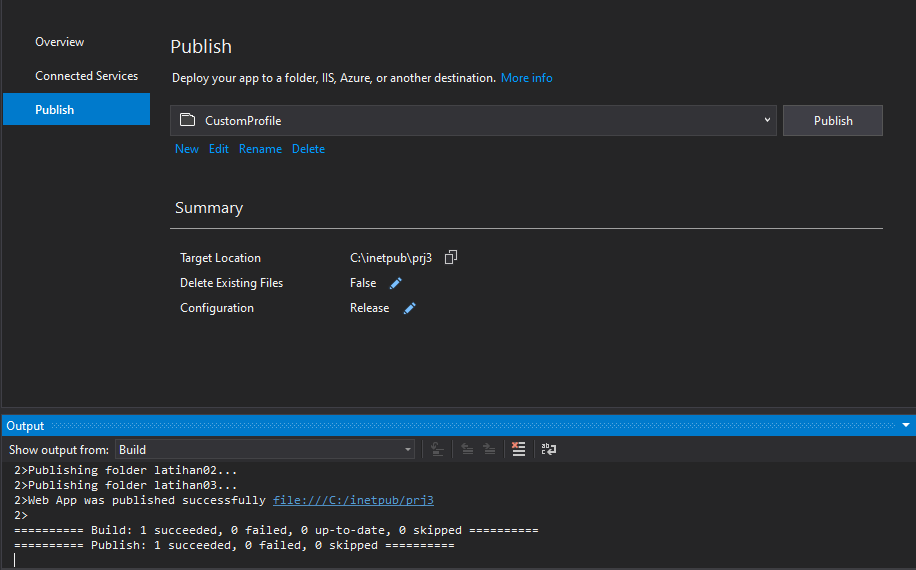 Overview
Connected Services
Publish
Publish
Deploy your app to a folder, IIS, Azure, or another destination. More info
CustomProfile
Publish
New Edit Rename Delete
Summary
Target Location C:\inetpub\prj3
Delete Existing Files False
Configuration Release
Output
Show output from: Build
2>Publishing folder latihan02...
2>Publishing folder latihan03...
2>Web App was published successfully file:///C:/inetpub/prj3
2>
========== Build: 1 succeeded, 0 failed, 0 up-to-date, 0 skipped ==========
========== Publish: 1 succeeded, 0 failed, 0 skipped ==========